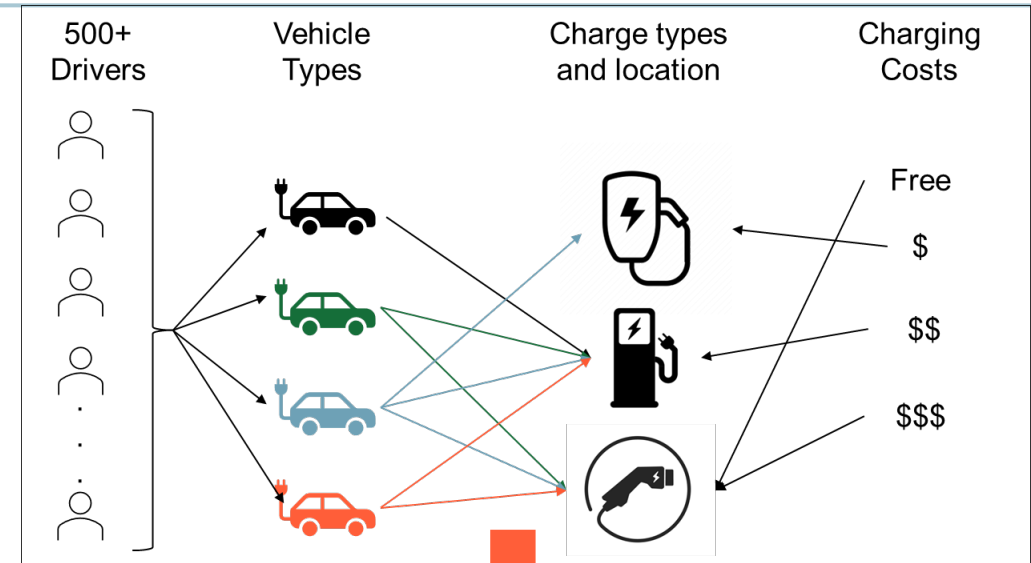 500+
Drivers
Vehicle
Types
Charge types
and location
Charging
Costs
Free
$
$$
$$$